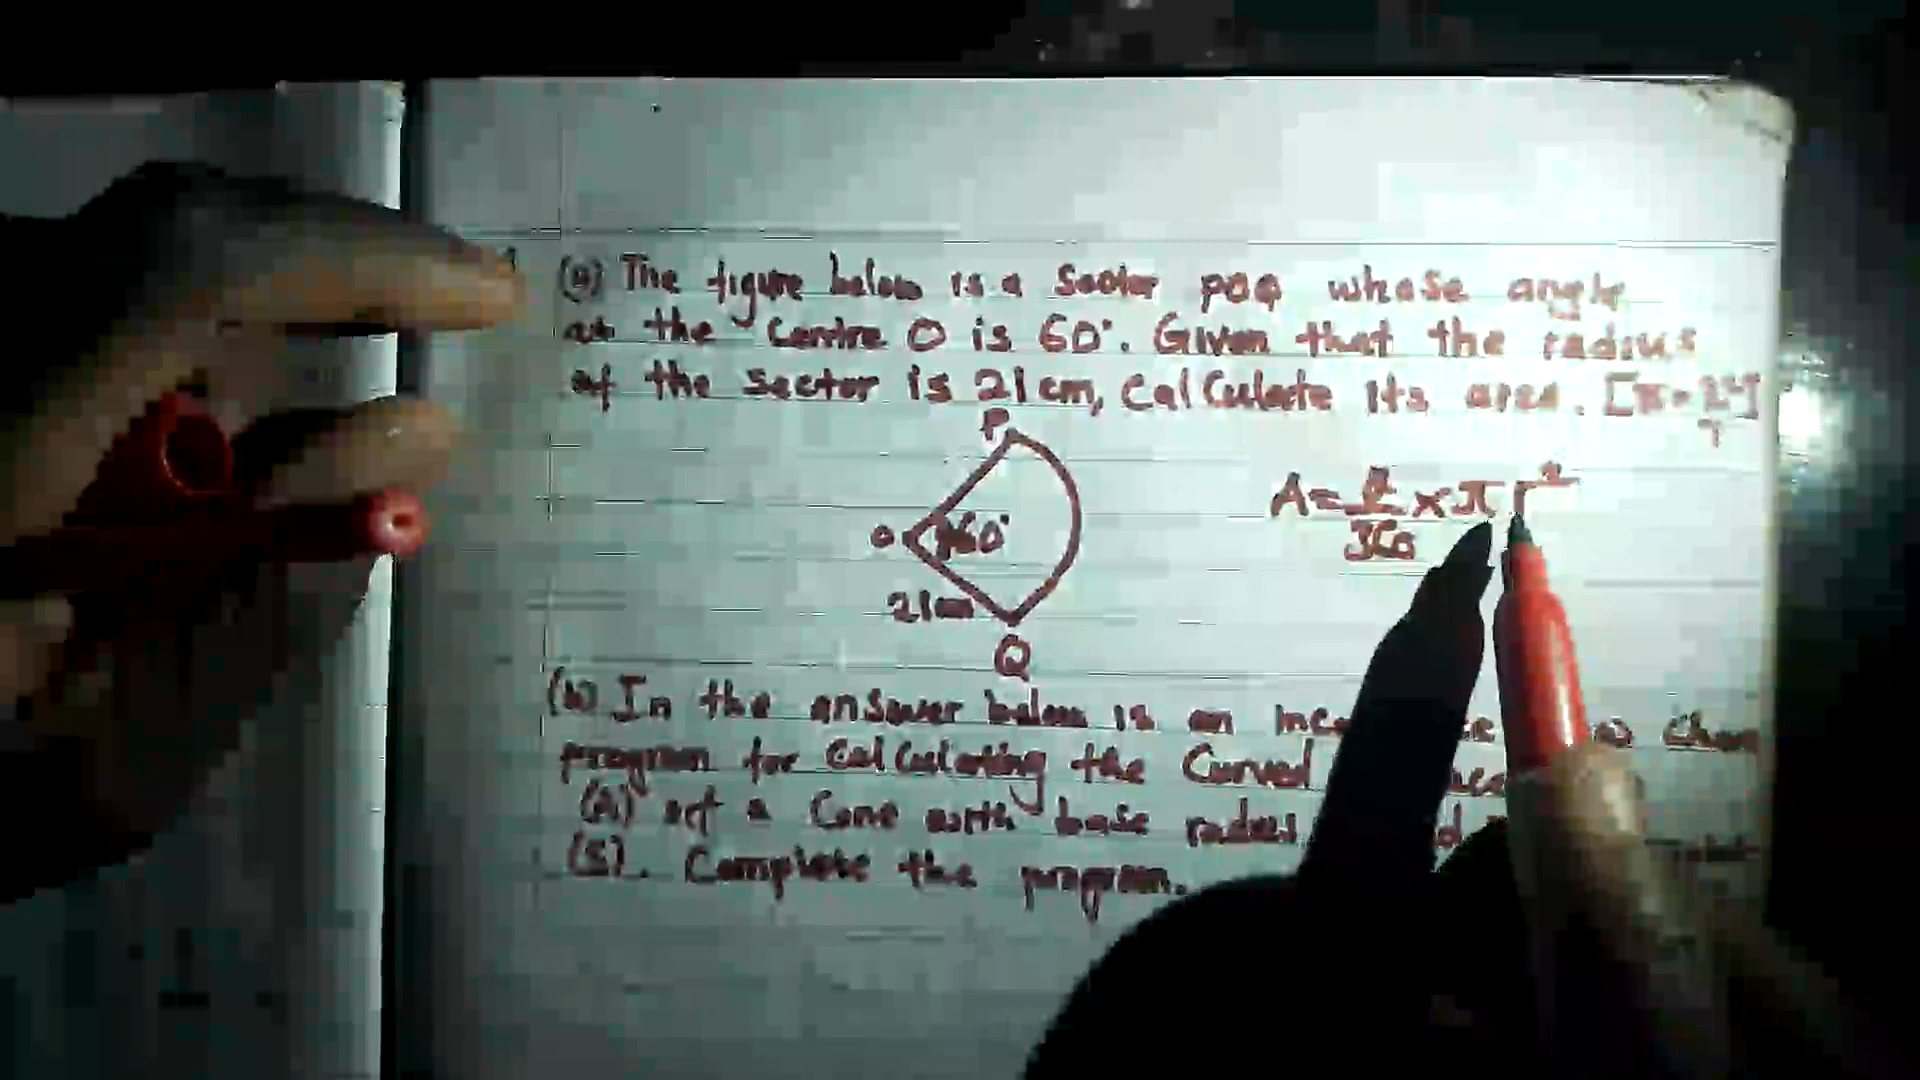 (a) The figure below is a Sector POQ whose angle
at the Centre O is 60°. Given that the radius
of the sector is 21cm, Calculate its area. [π = 22/7]
P
A = θ/360 × π r²
O 60°
21cm
Q
(b) In the answer below is an
program for Calculating the Curved
(A) of a Cone with base radius
(S). Complete the program.